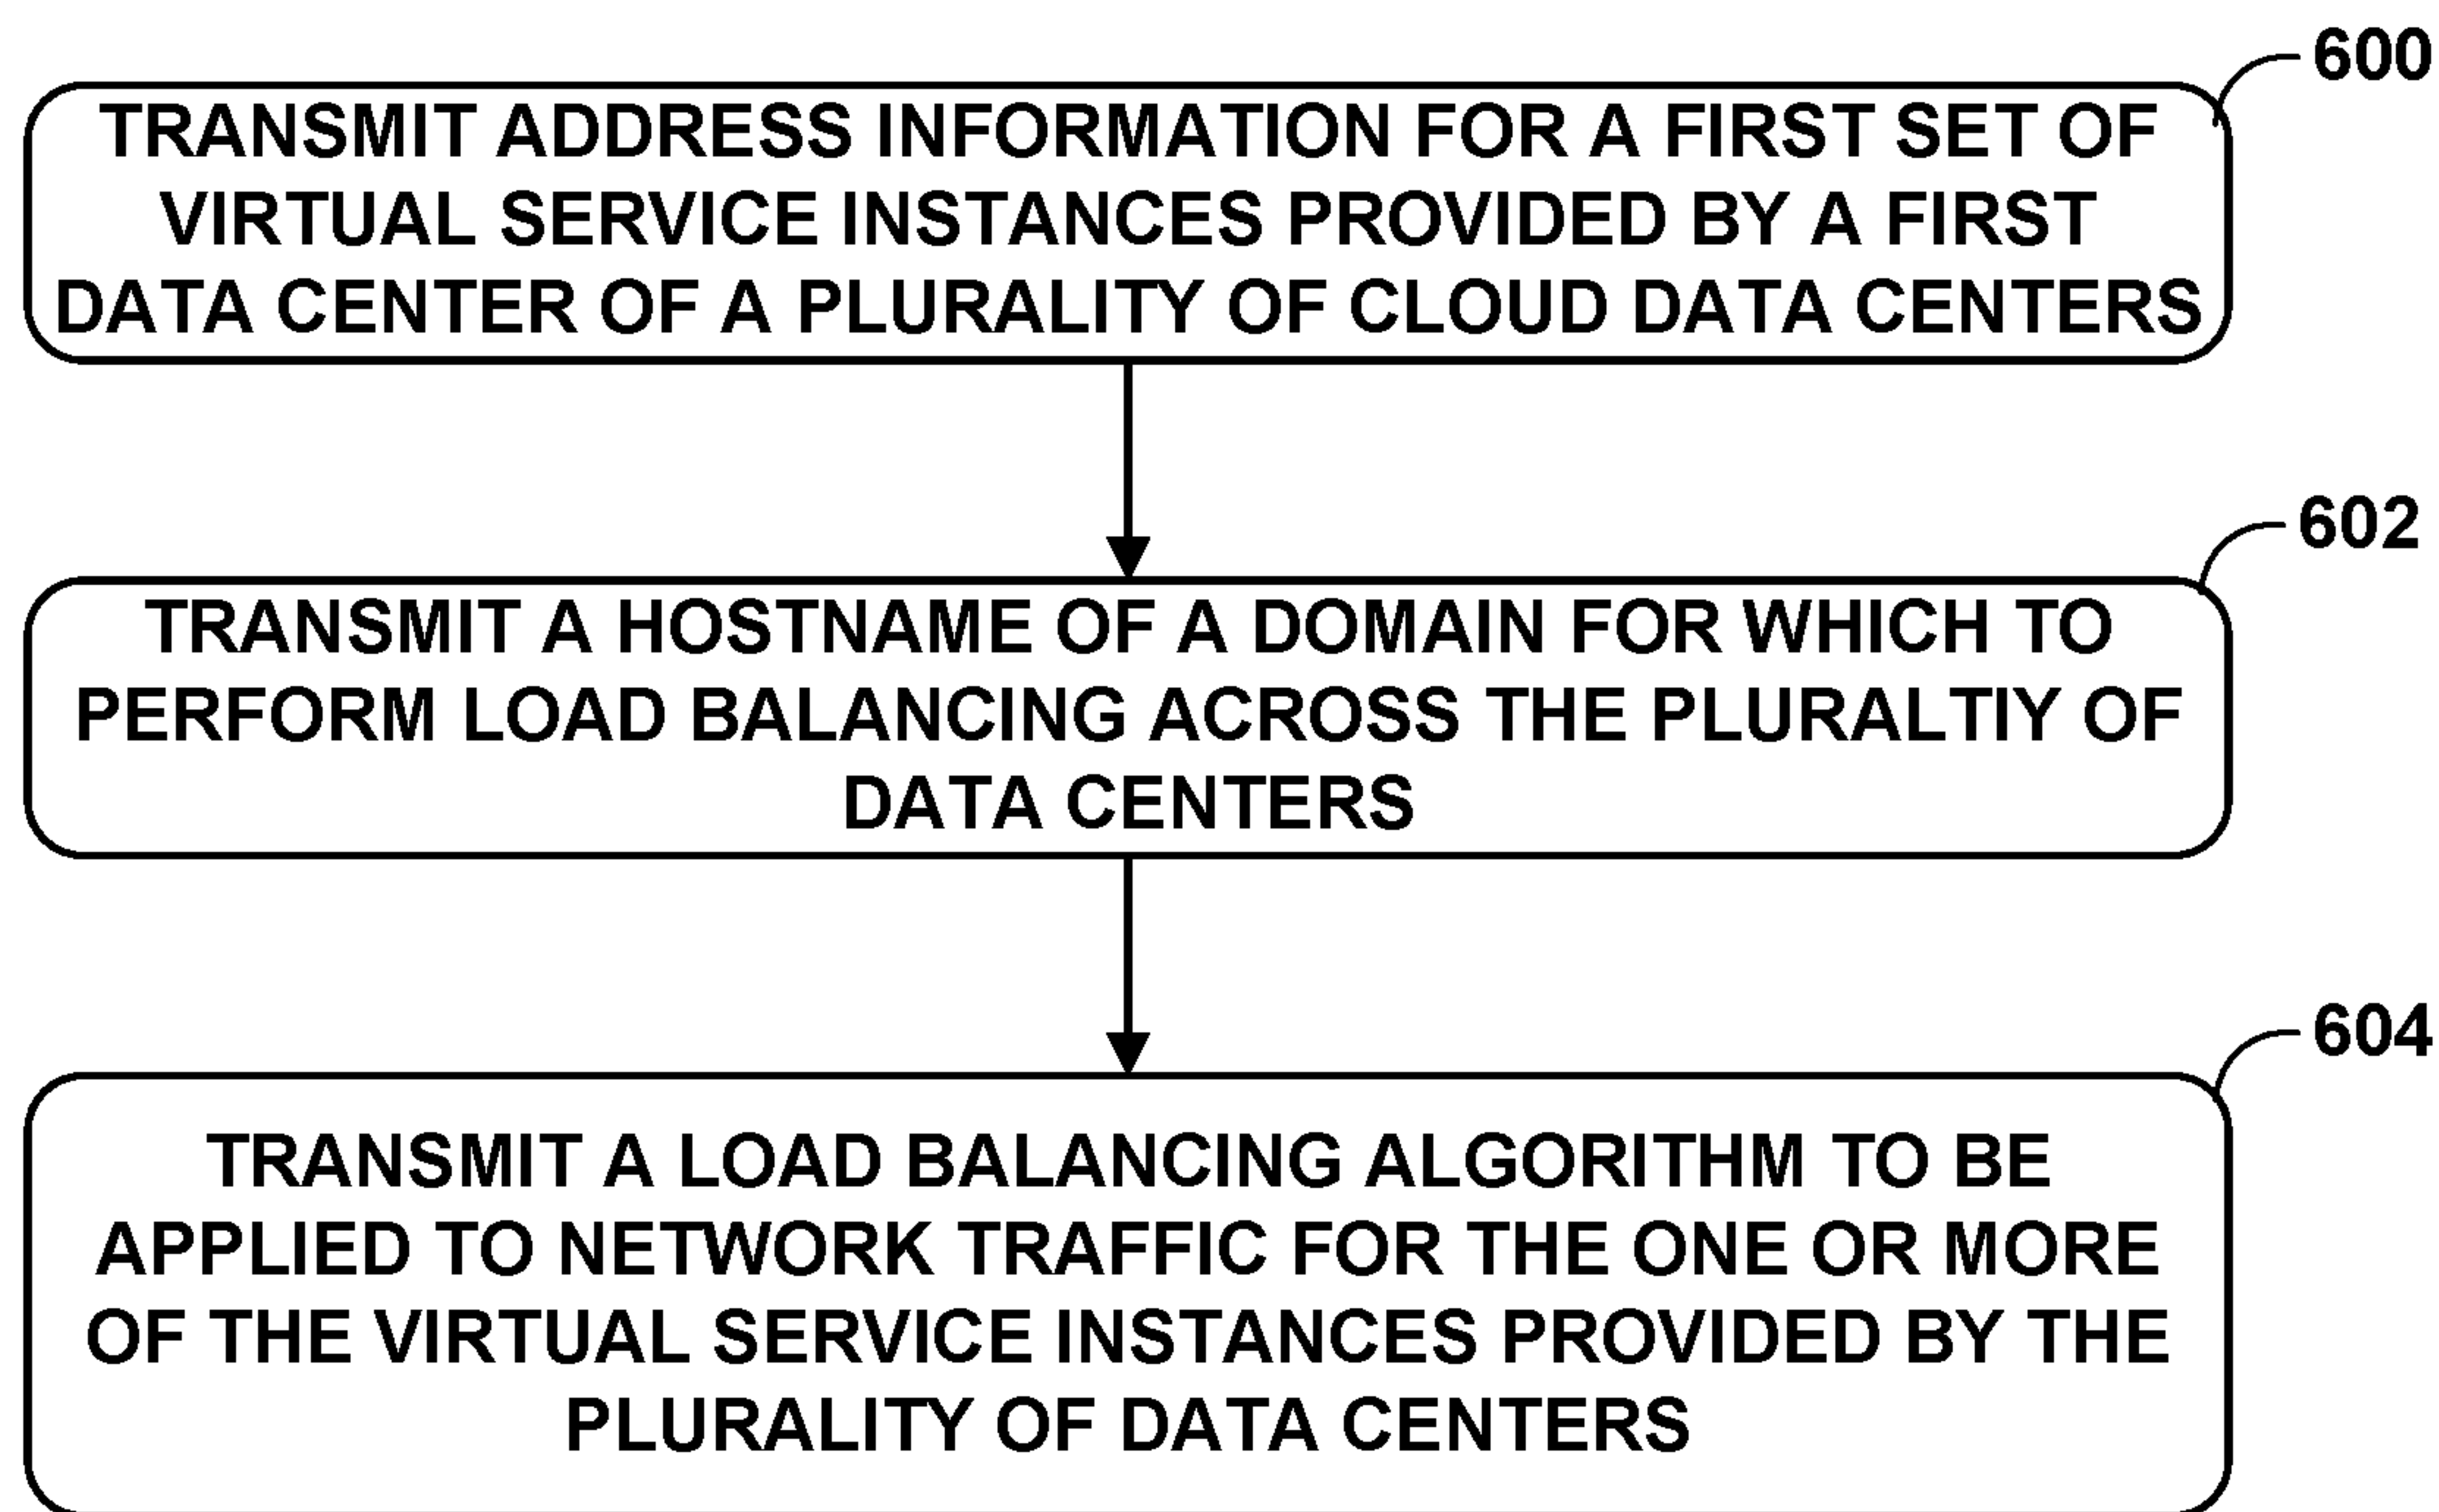 600
TRANSMIT ADDRESS INFORMATION FOR A FIRST SET OF
VIRTUAL SERVICE INSTANCES PROVIDED BY A FIRST
DATA CENTER OF A PLURALITY OF CLOUD DATA CENTERS
602
TRANSMIT A HOSTNAME OF A DOMAIN FOR WHICH TO
PERFORM LOAD BALANCING ACROSS THE PLURALTIY OF
DATA CENTERS
604
TRANSMIT A LOAD BALANCING ALGORITHM TO BE
APPLIED TO NETWORK TRAFFIC FOR THE ONE OR MORE
OF THE VIRTUAL SERVICE INSTANCES PROVIDED BY THE
PLURALITY OF DATA CENTERS